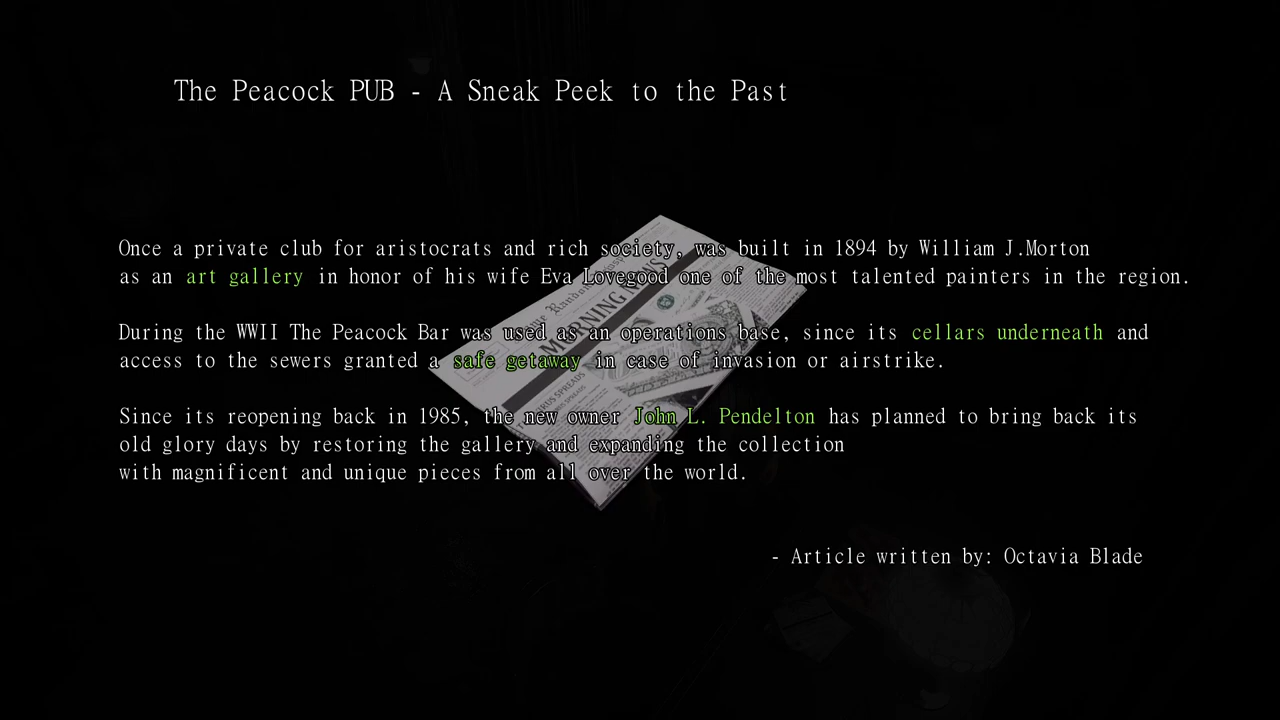 The Peacock PUB - A Sneak Peek to the Past
Once a private club for aristocrats and rich society, was built in 1894 by William J.Morton
as an art gallery in honor of his wife Eva Lovegood one of the most talented painters in the region.
During the WWII The Peacock Bar was used as an operations base, since its cellars underneath and
access to the sewers granted a safe getaway in case of invasion or airstrike.
Since its reopening back in 1985, the new owner John L. Pendelton has planned to bring back its
old glory days by restoring the gallery and expanding the collection
with magnificent and unique pieces from all over the world.
- Article written by: Octavia Blade